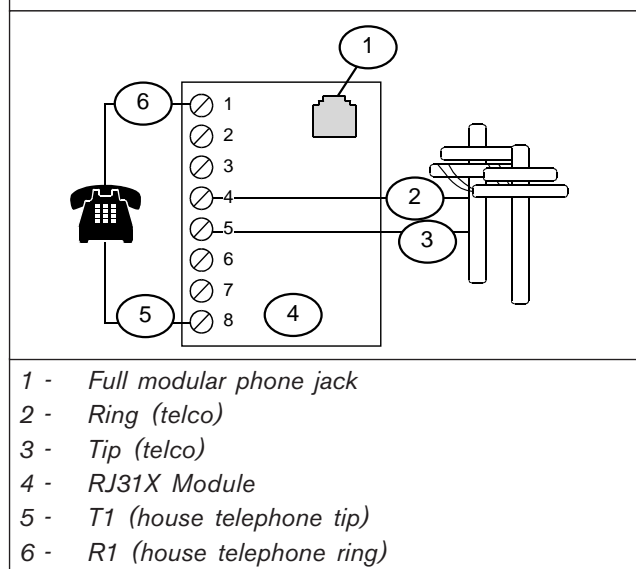 1
6
1
2
3
4
2
5
3
6
7
5
8
4
1 - Full modular phone jack
2 - Ring (telco)
3 - Tip (telco)
4 - RJ31X Module
5 - T1 (house telephone tip)
6 - R1 (house telephone ring)